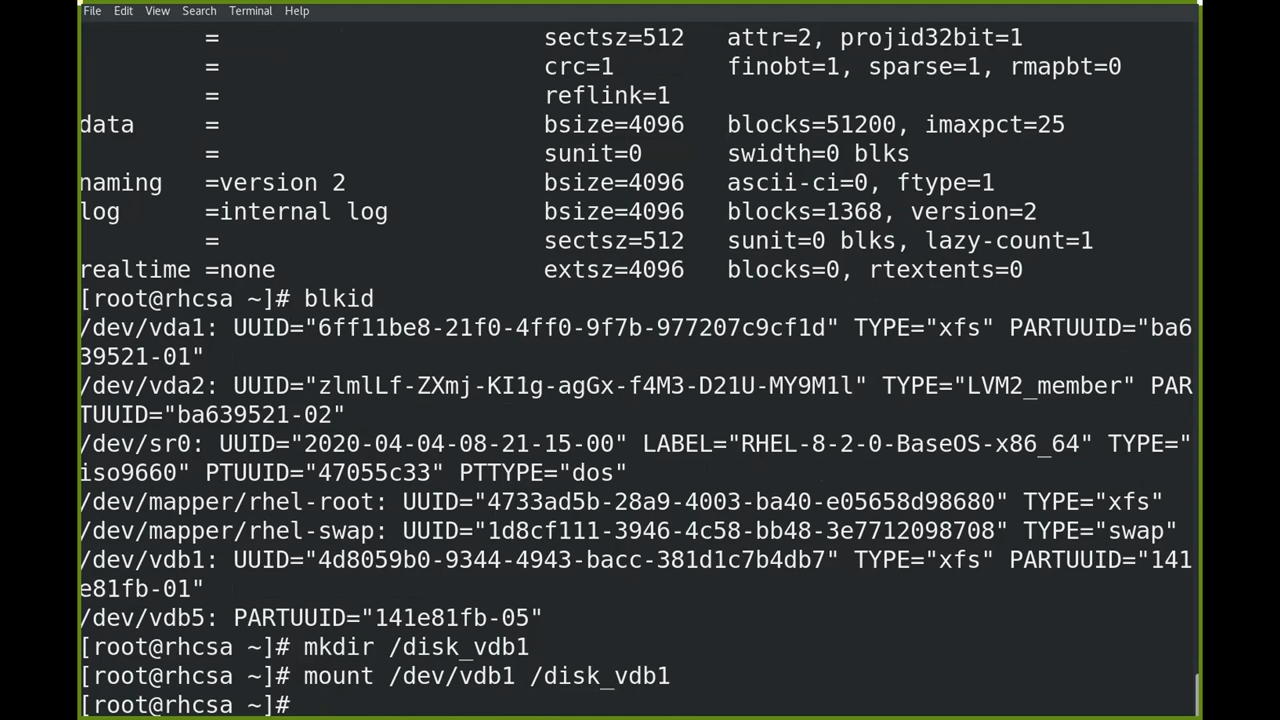 File Edit View Search Terminal Help
= sectsz=512 attr=2, projid32bit=1
= crc=1 finobt=1, sparse=1, rmapbt=0
= reflink=1
data = bsize=4096 blocks=51200, imaxpct=25
= sunit=0 swidth=0 blks
naming =version 2 bsize=4096 ascii-ci=0, ftype=1
log =internal log bsize=4096 blocks=1368, version=2
= sectsz=512 sunit=0 blks, lazy-count=1
realtime =none extsz=4096 blocks=0, rtextents=0
[root@rhcsa ~]# blkid
/dev/vda1: UUID="6ff11be8-21f0-4ff0-9f7b-977207c9cf1d" TYPE="xfs" PARTUUID="ba6
39521-01"
/dev/vda2: UUID="zlmlLf-ZXmj-KI1g-agGx-f4M3-D21U-MY9M1l" TYPE="LVM2_member" PAR
TUUID="ba639521-02"
/dev/sr0: UUID="2020-04-04-08-21-15-00" LABEL="RHEL-8-2-0-BaseOS-x86_64" TYPE="
iso9660" PTUUID="47055c33" PTTYPE="dos"
/dev/mapper/rhel-root: UUID="4733ad5b-28a9-4003-ba40-e05658d98680" TYPE="xfs"
/dev/mapper/rhel-swap: UUID="1d8cf111-3946-4c58-bb48-3e7712098708" TYPE="swap"
/dev/vdb1: UUID="4d8059b0-9344-4943-bacc-381d1c7b4db7" TYPE="xfs" PARTUUID="141
e81fb-01"
/dev/vdb5: PARTUUID="141e81fb-05"
[root@rhcsa ~]# mkdir /disk_vdb1
[root@rhcsa ~]# mount /dev/vdb1 /disk_vdb1
[root@rhcsa ~]#